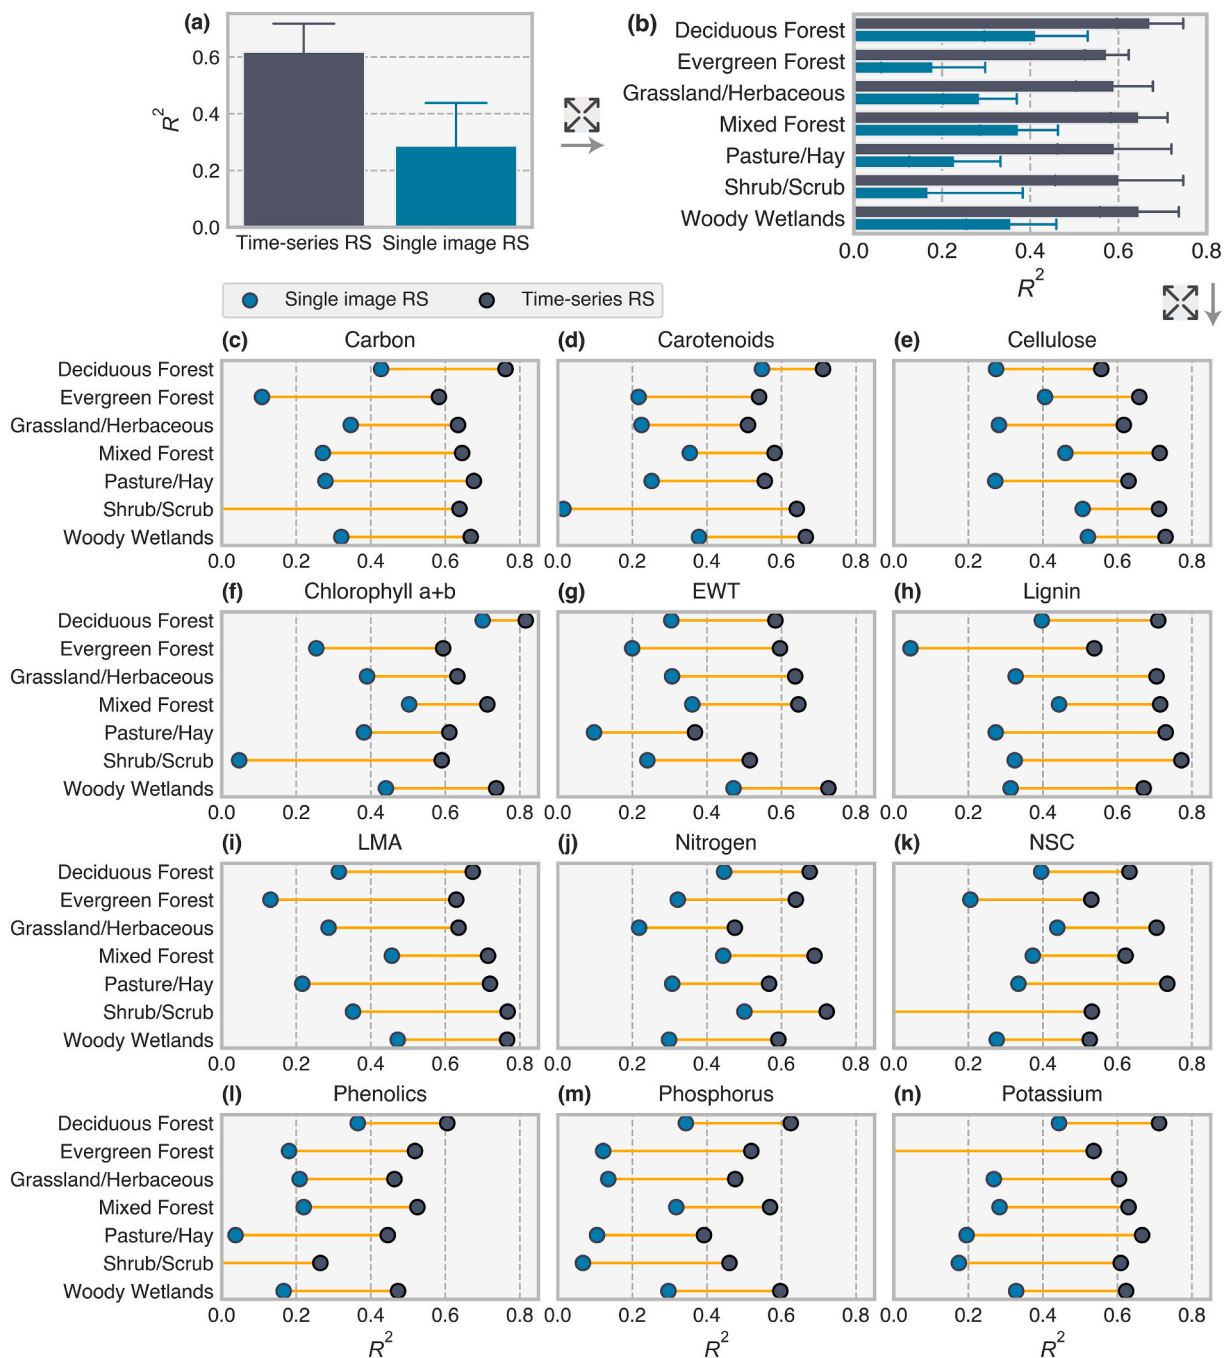 (a)
R2
0.6
0.4
0.2
0.0
Time-series RS Single image RS
(b)
Deciduous Forest
Evergreen Forest
Grassland/Herbaceous
Mixed Forest
Pasture/Hay
Shrub/Scrub
Woody Wetlands
0.0 0.2 0.4 0.6 0.8
R2
Single image RS Time-series RS
(c) Carbon (d) Carotenoids (e) Cellulose
Deciduous Forest
Evergreen Forest
Grassland/Herbaceous
Mixed Forest
Pasture/Hay
Shrub/Scrub
Woody Wetlands
0.0 0.2 0.4 0.6 0.8 0.0 0.2 0.4 0.6 0.8 0.0 0.2 0.4 0.6 0.8
(f) Chlorophyll a+b (g) EWT (h) Lignin
Deciduous Forest
Evergreen Forest
Grassland/Herbaceous
Mixed Forest
Pasture/Hay
Shrub/Scrub
Woody Wetlands
0.0 0.2 0.4 0.6 0.8 0.0 0.2 0.4 0.6 0.8 0.0 0.2 0.4 0.6 0.8
(i) LMA (j) Nitrogen (k) NSC
Deciduous Forest
Evergreen Forest
Grassland/Herbaceous
Mixed Forest
Pasture/Hay
Shrub/Scrub
Woody Wetlands
0.0 0.2 0.4 0.6 0.8 0.0 0.2 0.4 0.6 0.8 0.0 0.2 0.4 0.6 0.8
(l) Phenolics (m) Phosphorus (n) Potassium
Deciduous Forest
Evergreen Forest
Grassland/Herbaceous
Mixed Forest
Pasture/Hay
Shrub/Scrub
Woody Wetlands
0.0 0.2 0.4 0.6 0.8 0.0 0.2 0.4 0.6 0.8 0.0 0.2 0.4 0.6 0.8
R2 R2 R2